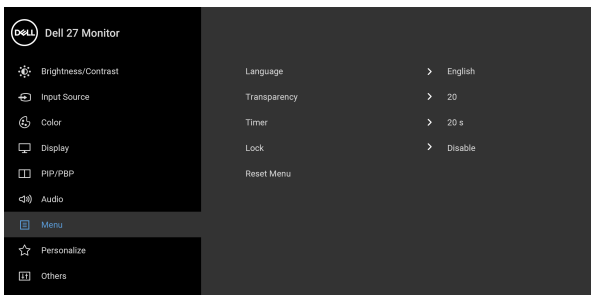 DELL Dell 27 Monitor
Brightness/Contrast
Language > English
Input Source
Transparency > 20
Color
Timer > 20 s
Display
Lock > Disable
PIP/PBP
Reset Menu
Audio
Menu
Personalize
Others